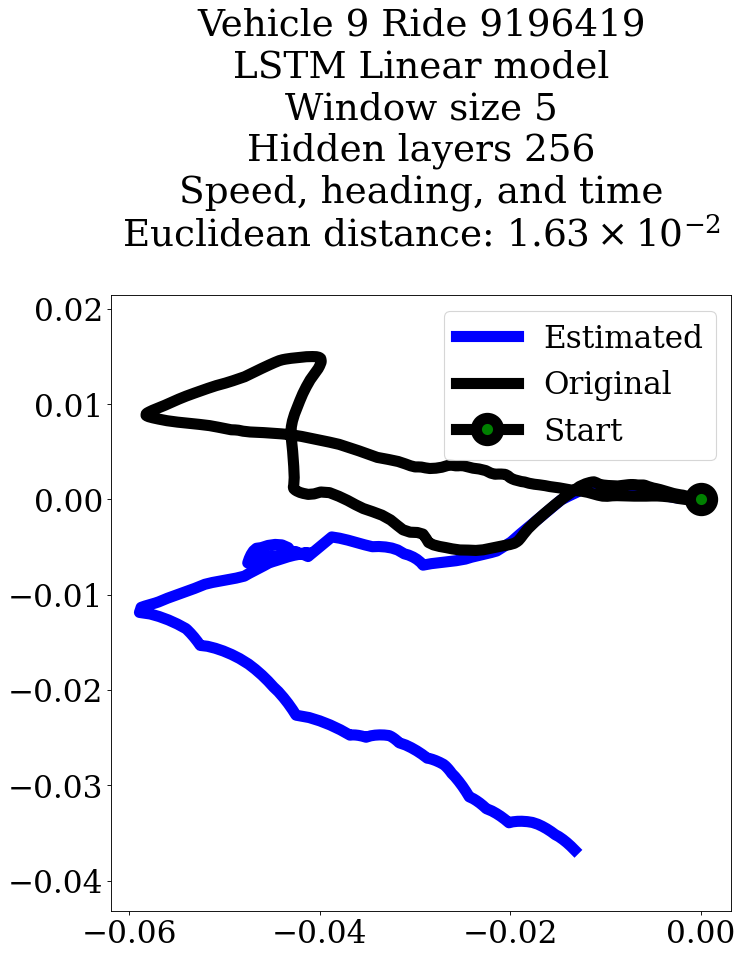 Vehicle 9 Ride 9196419
LSTM Linear model
Window size 5
Hidden layers 256
Speed, heading, and time
Euclidean distance: 1.63 × 10⁻²
0.02
0.01
0.00
−0.01
−0.02
−0.03
−0.04
Estimated
Original
Start
−0.06 −0.04 −0.02 0.00